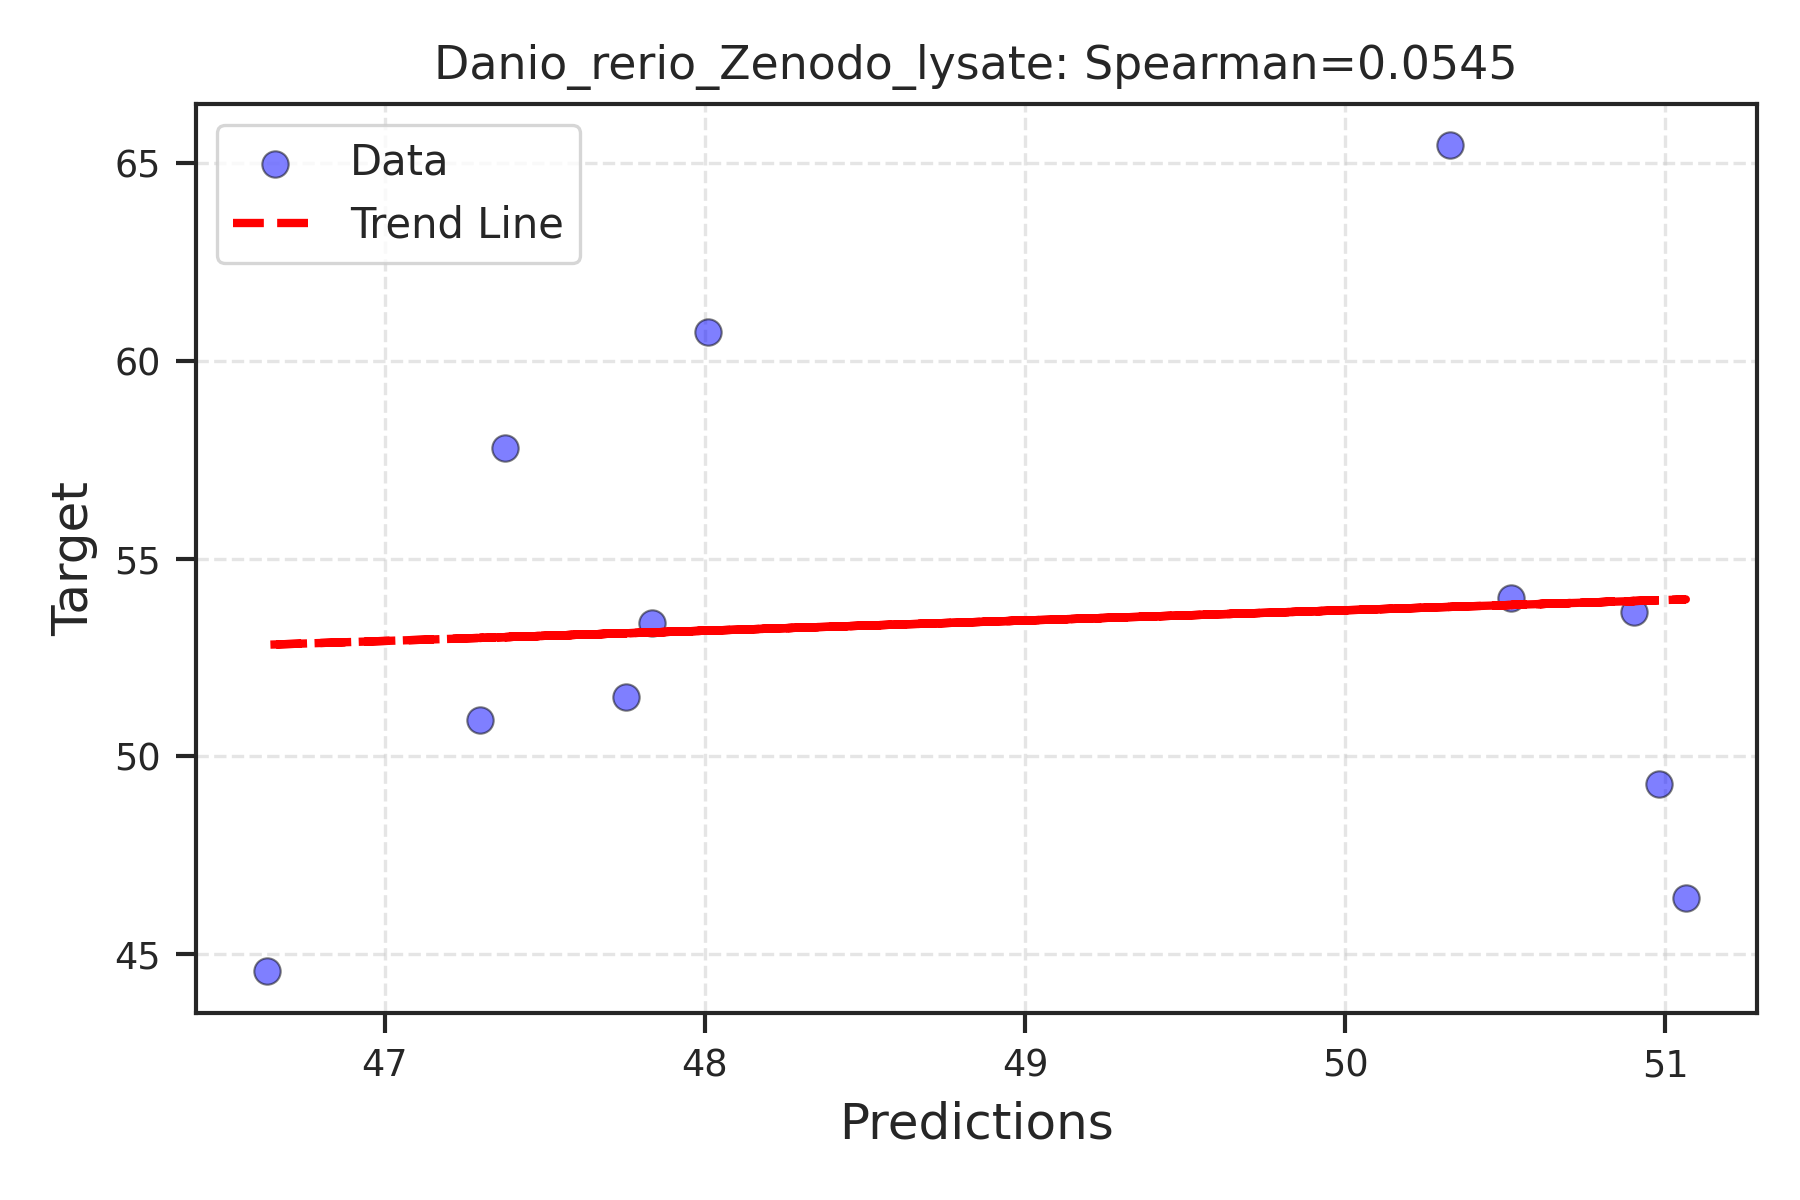 Danio_rerio_Zenodo_lysate: Spearman=0.0545
Data
Trend Line
65
60
55
50
45
Target
47 48 49 50 51
Predictions